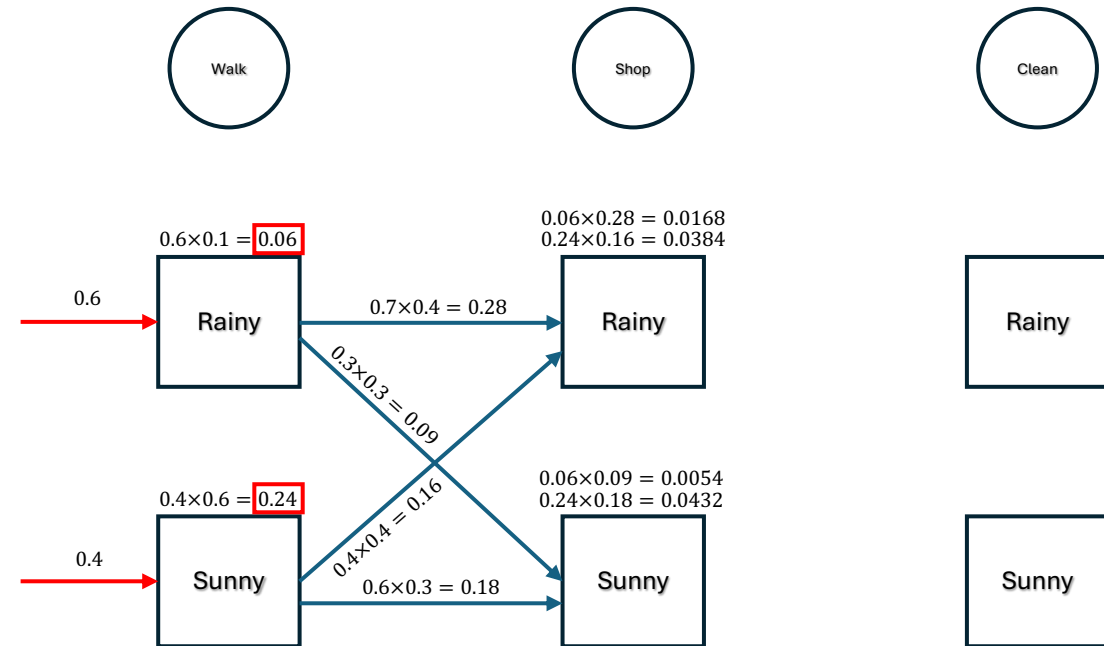 Walk
Shop
Clean
0.6×0.1 = 0.06
0.06×0.28 = 0.0168
0.24×0.16 = 0.0384
0.6
Rainy
0.7×0.4 = 0.28
Rainy
Rainy
0.3×0.3 = 0.09
0.4×0.6 = 0.24
0.4×0.4 = 0.16
0.06×0.09 = 0.0054
0.24×0.18 = 0.0432
0.4
Sunny
0.6×0.3 = 0.18
Sunny
Sunny